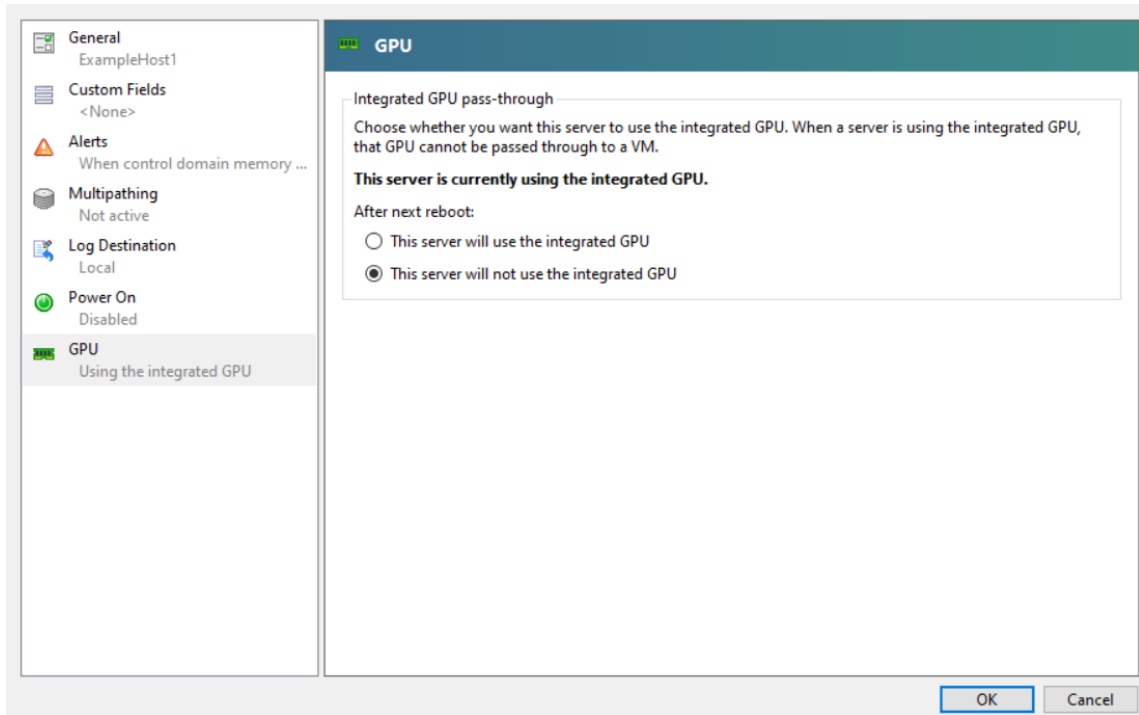 General
ExampleHost1
Custom Fields
<None>
Alerts
When control domain memory ...
Multipathing
Not active
Log Destination
Local
Power On
Disabled
GPU
Using the integrated GPU
GPU
Integrated GPU pass-through
Choose whether you want this server to use the integrated GPU. When a server is using the integrated GPU,
that GPU cannot be passed through to a VM.
This server is currently using the integrated GPU.
After next reboot:
This server will use the integrated GPU
This server will not use the integrated GPU
OK
Cancel